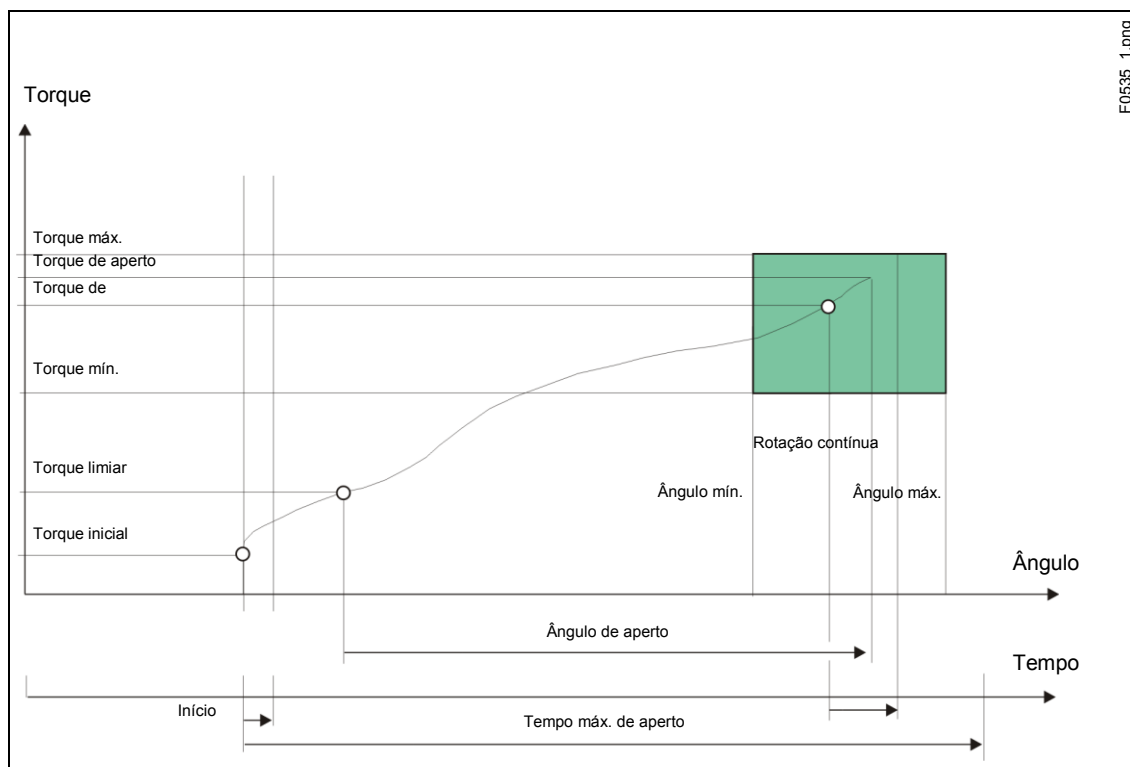 F0535_1.png
Torque
Torque máx.
Torque de aperto
Torque de
Torque mín.
Rotação contínua
Torque limiar
Ângulo mín.
Ângulo máx.
Torque inicial
Ângulo
Ângulo de aperto
Tempo
Início
Tempo máx. de aperto